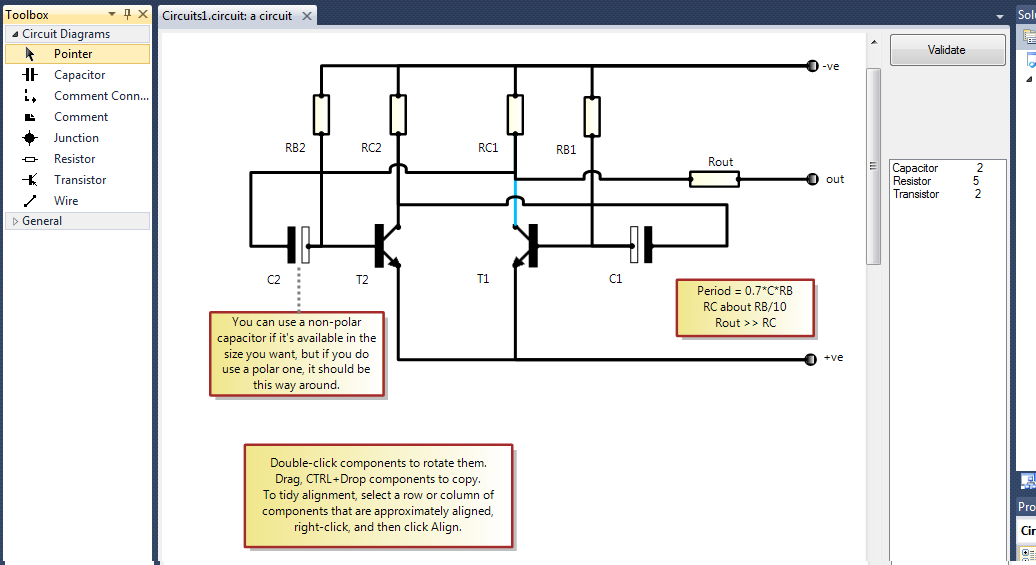 Toolbox
Circuit Diagrams
Pointer
Capacitor
Comment Conn...
Comment
Junction
Resistor
Transistor
Wire
General
Circuits1.circuit: a circuit
-ve
RB2
RC2
RC1
RB1
Rout
out
C2
T2
T1
C1
Period = 0.7*C*RB
RC about RB/10
Rout >> RC
+ve
You can use a non-polar
capacitor if it's available in the
size you want, but if you do
use a polar one, it should be
this way around.
Double-click components to rotate them.
Drag, CTRL+Drop components to copy.
To tidy alignment, select a row or column of
components that are approximately aligned,
right-click, and then click Align.
Validate
Capacitor 2
Resistor 5
Transistor 2
Solu
Pro
Cir